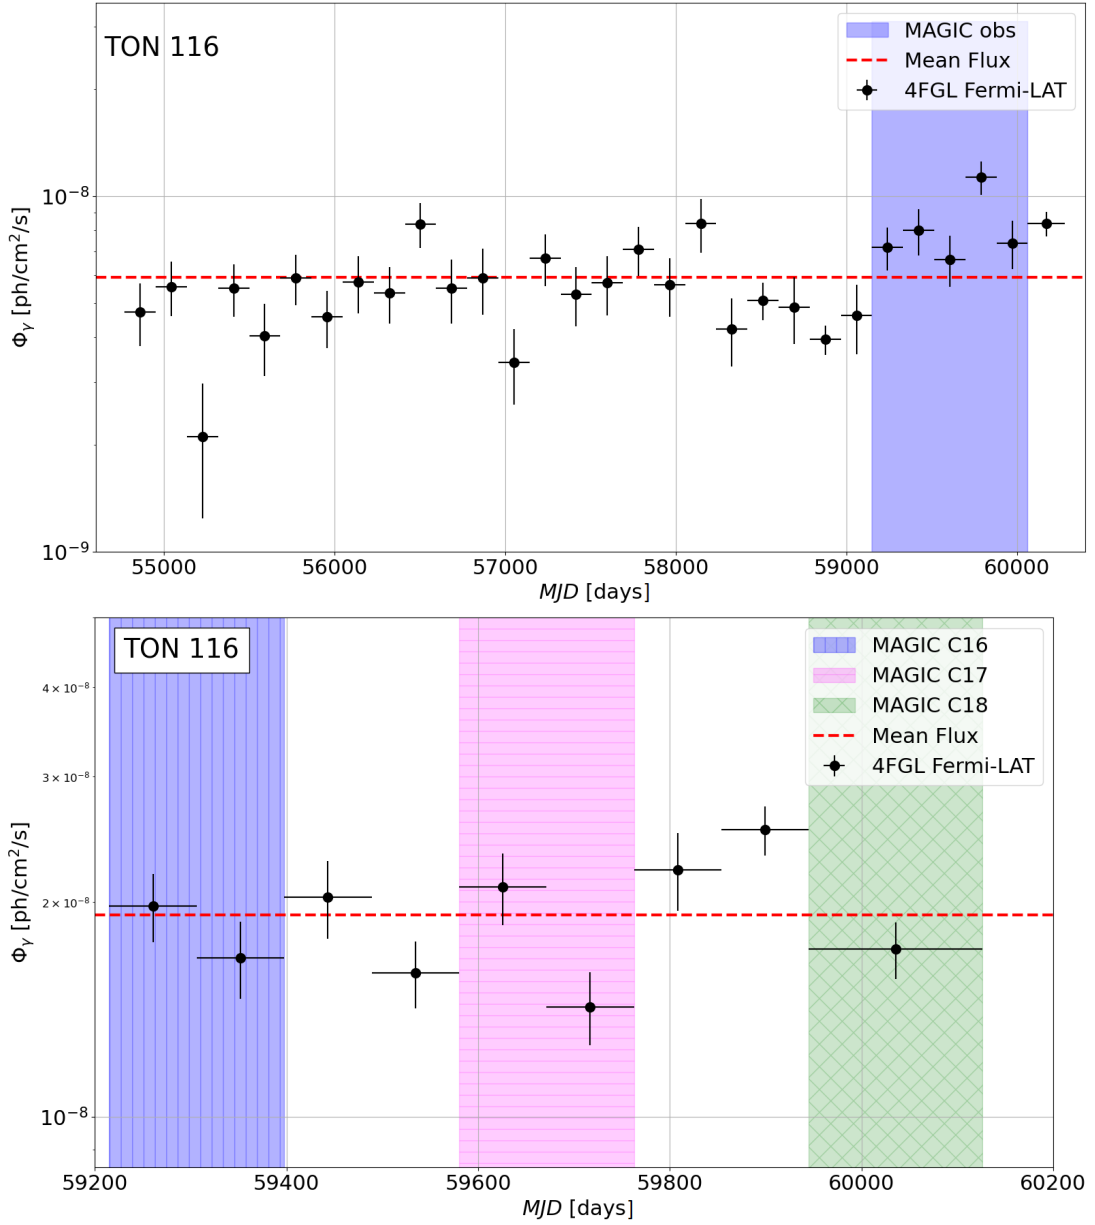 TON 116
MAGIC obs
Mean Flux
4FGL Fermi-LAT
10⁻⁸
10⁻⁹
Φγ [ph/cm²/s]
55000 56000 57000 58000 59000 60000
MJD [days]
TON 116
MAGIC C16
MAGIC C17
MAGIC C18
Mean Flux
4FGL Fermi-LAT
4 × 10⁻⁸
3 × 10⁻⁸
2 × 10⁻⁸
10⁻⁸
Φγ [ph/cm²/s]
59200 59400 59600 59800 60000 60200
MJD [days]